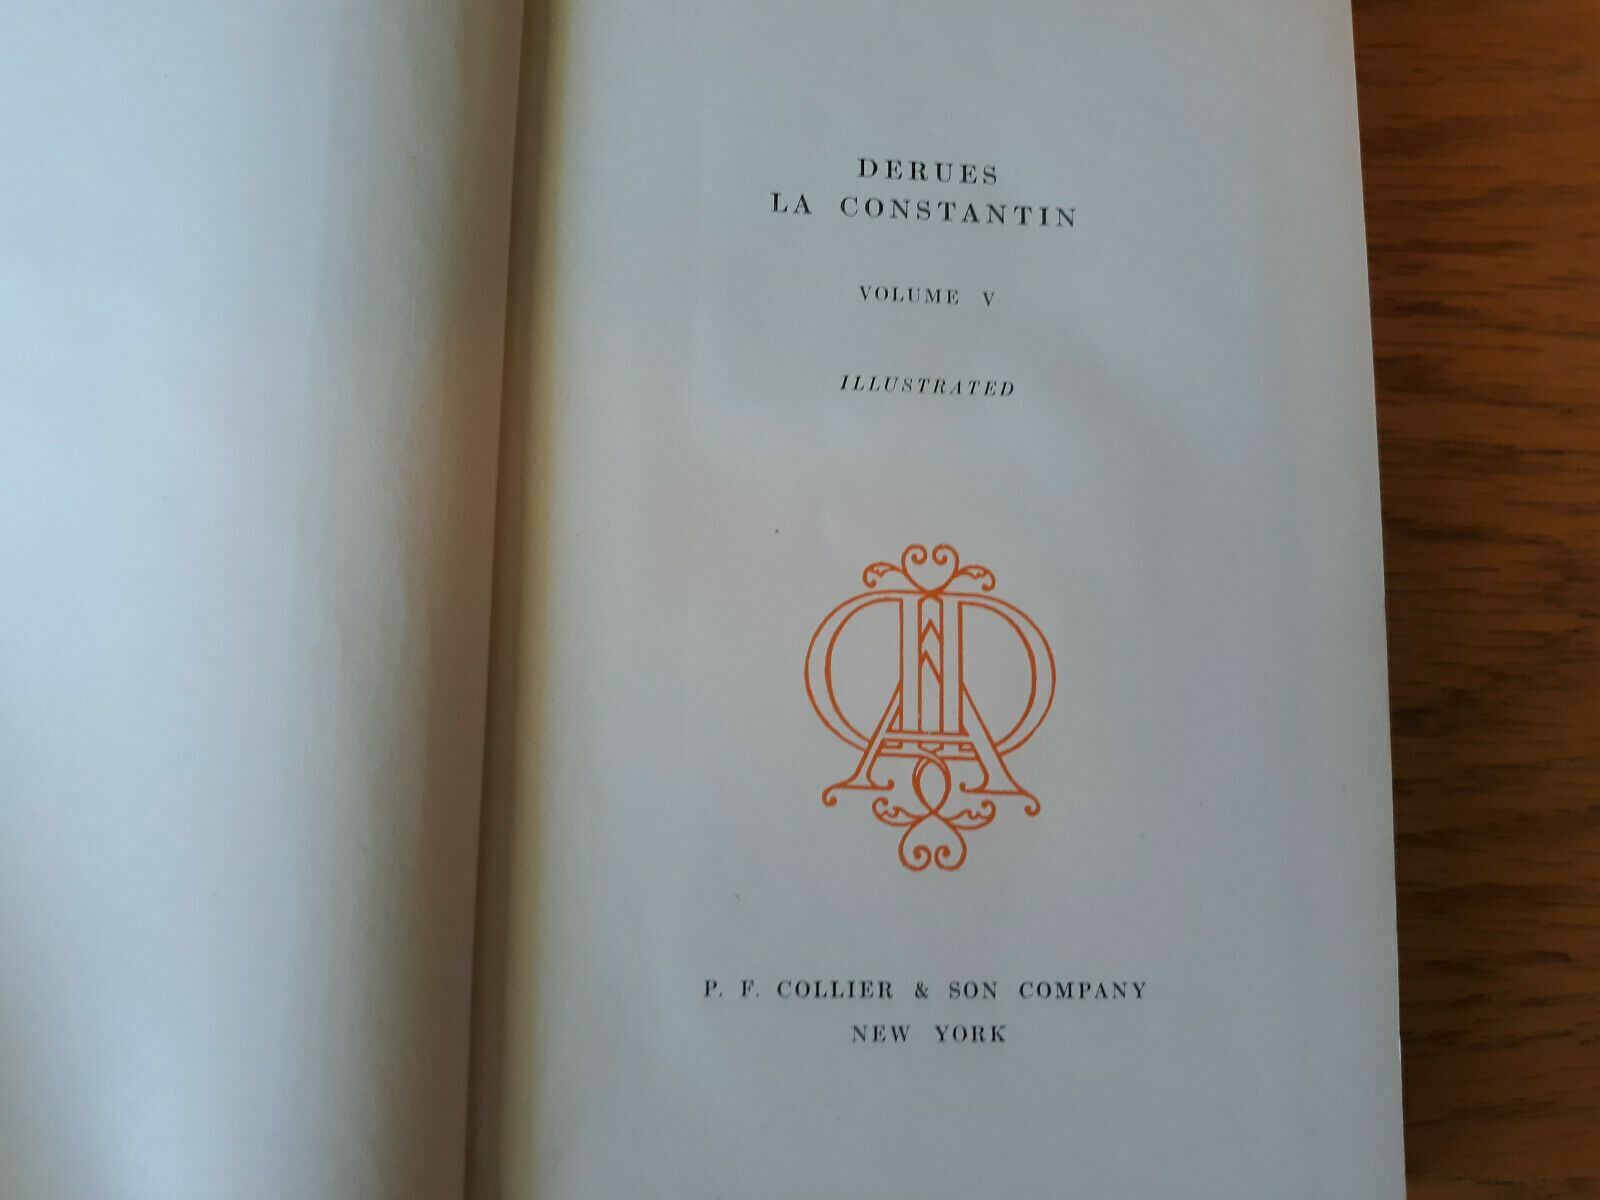 DERUES
LA CONSTANTIN
VOLUME V
ILLUSTRATED
P. F. COLLIER & SON COMPANY
NEW YORK